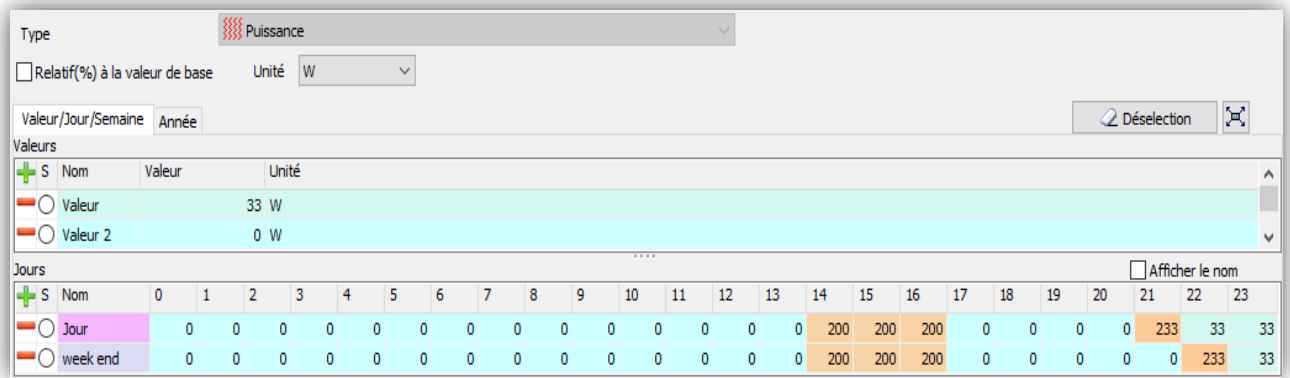 Type Puissance
Relatif(%) à la valeur de base Unité W
Valeur/Jour/Semaine Année Déselection
Valeurs
S Nom Valeur Unité
Valeur 33 W
Valeur 2 0 W
Jours Afficher le nom
S Nom 0 1 2 3 4 5 6 7 8 9 10 11 12 13 14 15 16 17 18 19 20 21 22 23
Jour 0 0 0 0 0 0 0 0 0 0 0 0 0 0 200 200 200 0 0 0 0 233 33 33
week end 0 0 0 0 0 0 0 0 0 0 0 0 0 0 200 200 200 0 0 0 0 0 233 33